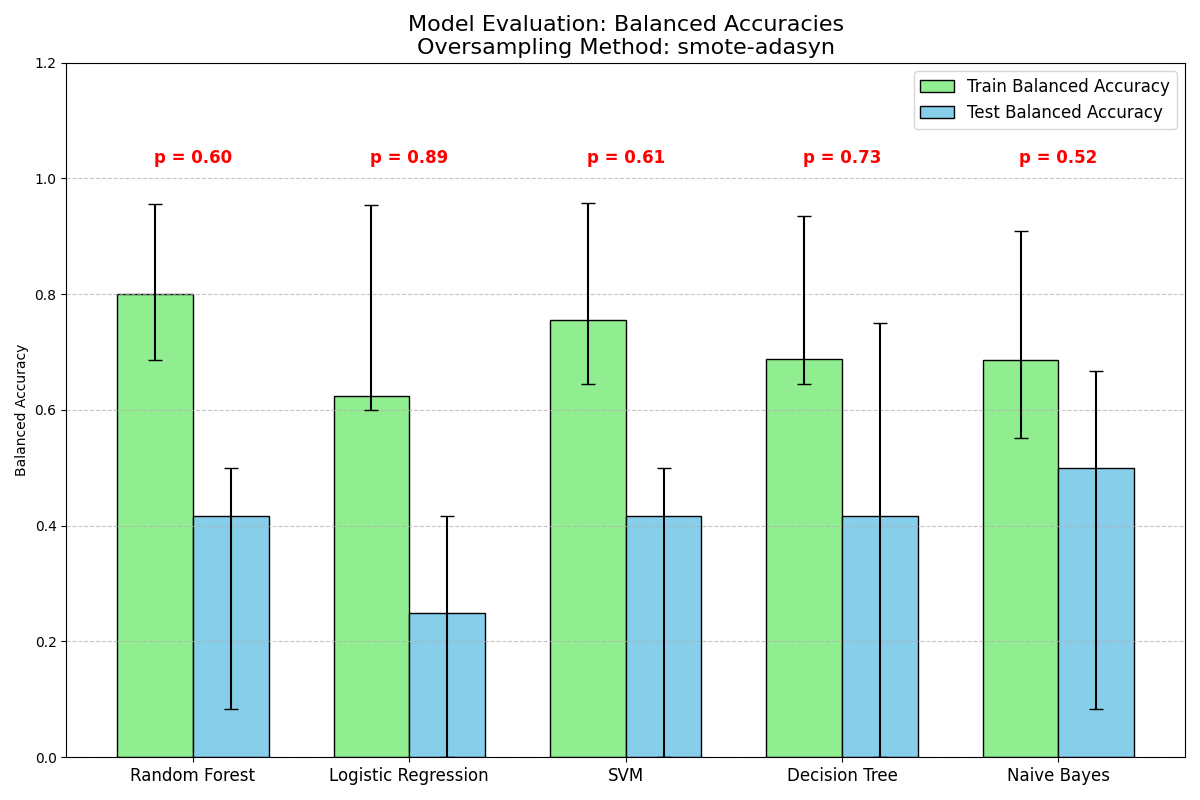 Model Evaluation: Balanced Accuracies
Oversampling Method: smote-adasyn
Train Balanced Accuracy
Test Balanced Accuracy
p = 0.60
p = 0.89
p = 0.61
p = 0.73
p = 0.52
Balanced Accuracy
1.2
1.0
0.8
0.6
0.4
0.2
0.0
Random Forest
Logistic Regression
SVM
Decision Tree
Naive Bayes